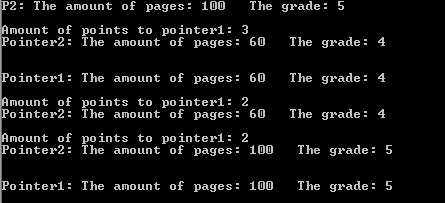 P2: The amount of pages: 100   The grade: 5
Amount of points to pointer1: 3
Pointer2: The amount of pages: 60   The grade: 4
Pointer1: The amount of pages: 60   The grade: 4
Amount of points to pointer1: 2
Pointer2: The amount of pages: 60   The grade: 4
Amount of points to pointer1: 2
Pointer2: The amount of pages: 100   The grade: 5
Pointer1: The amount of pages: 100   The grade: 5